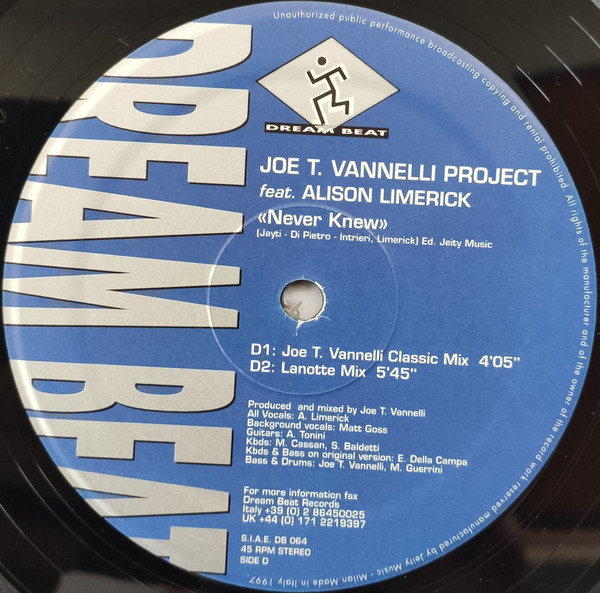 Unauthorized public performance broadcasting copying and rental prohibited. All rights of the manufacturer and of the owner of the record work reserved manufactured by Jeity Music - Milan Made in Italy 1997.
DREAM BEAT
DREAM BEAT
JOE T. VANNELLI PROJECT
feat. ALISON LIMERICK
«Never Knew»
(Jayti - Di Pietro - Intrieri, Limerick) Ed. Jeity Music
D1: Joe T. Vannelli Classic Mix 4'05"
D2: Lanotte Mix 5'45"
Produced and mixed by Joe T. Vannelli
All Vocals: A. Limerick
Background vocals: Matt Goss
Guitars: A. Tonini
Kbds: M. Cassan, S. Baldetti
Kbds & Bass on original version: E. Della Campa
Bass & Drums: Joe T. Vannelli, M. Guerrini
For more information fax
Dream Beat Records
Italy +39 (0) 2 86450025
UK +44 (0) 171 2219397
S.I.A.E. DB 064
45 RPM STEREO
SIDE D